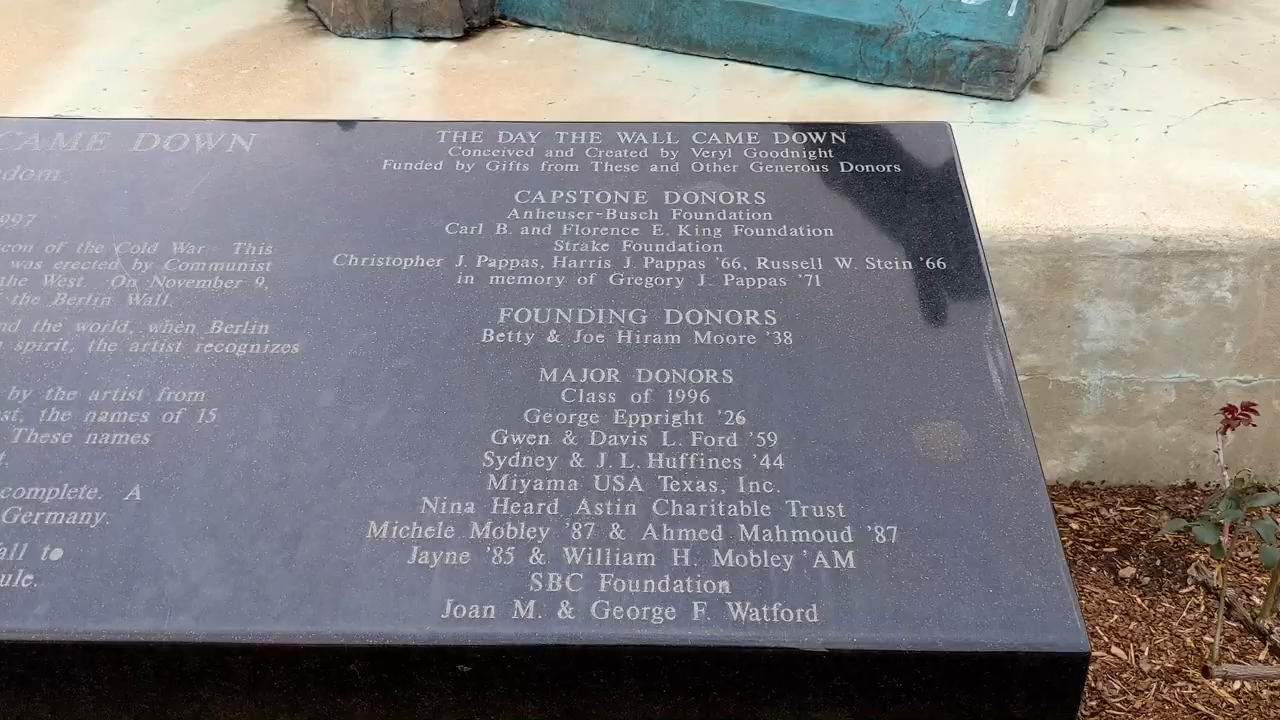 CAME DOWN
1997
icon of the Cold War. This
was erected by Communist
the West. On November 9,
the Berlin Wall.
and the world, when Berlin
spirit, the artist recognizes
by the artist from
the names of 15
These names
complete. A
Germany.
to
THE DAY THE WALL CAME DOWN
Conceived and Created by Veryl Goodnight
Funded by Gifts from These and Other Generous Donors
CAPSTONE DONORS
Anheuser-Busch Foundation
Carl B. and Florence E. King Foundation
Strake Foundation
Christopher J. Pappas, Harris J. Pappas '66, Russell W. Stein '66
in memory of Gregory J. Pappas '71
FOUNDING DONORS
Betty & Joe Hiram Moore '38
MAJOR DONORS
Class of 1996
George Eppright '26
Gwen & Davis L. Ford '59
Sydney & J. L. Huffines '44
Miyama USA Texas, Inc.
Nina Heard Astin Charitable Trust
Michele Mobley '87 & Ahmed Mahmoud '87
Jayne '85 & William H. Mobley 'AM
SBC Foundation
Joan M. & George F. Watford